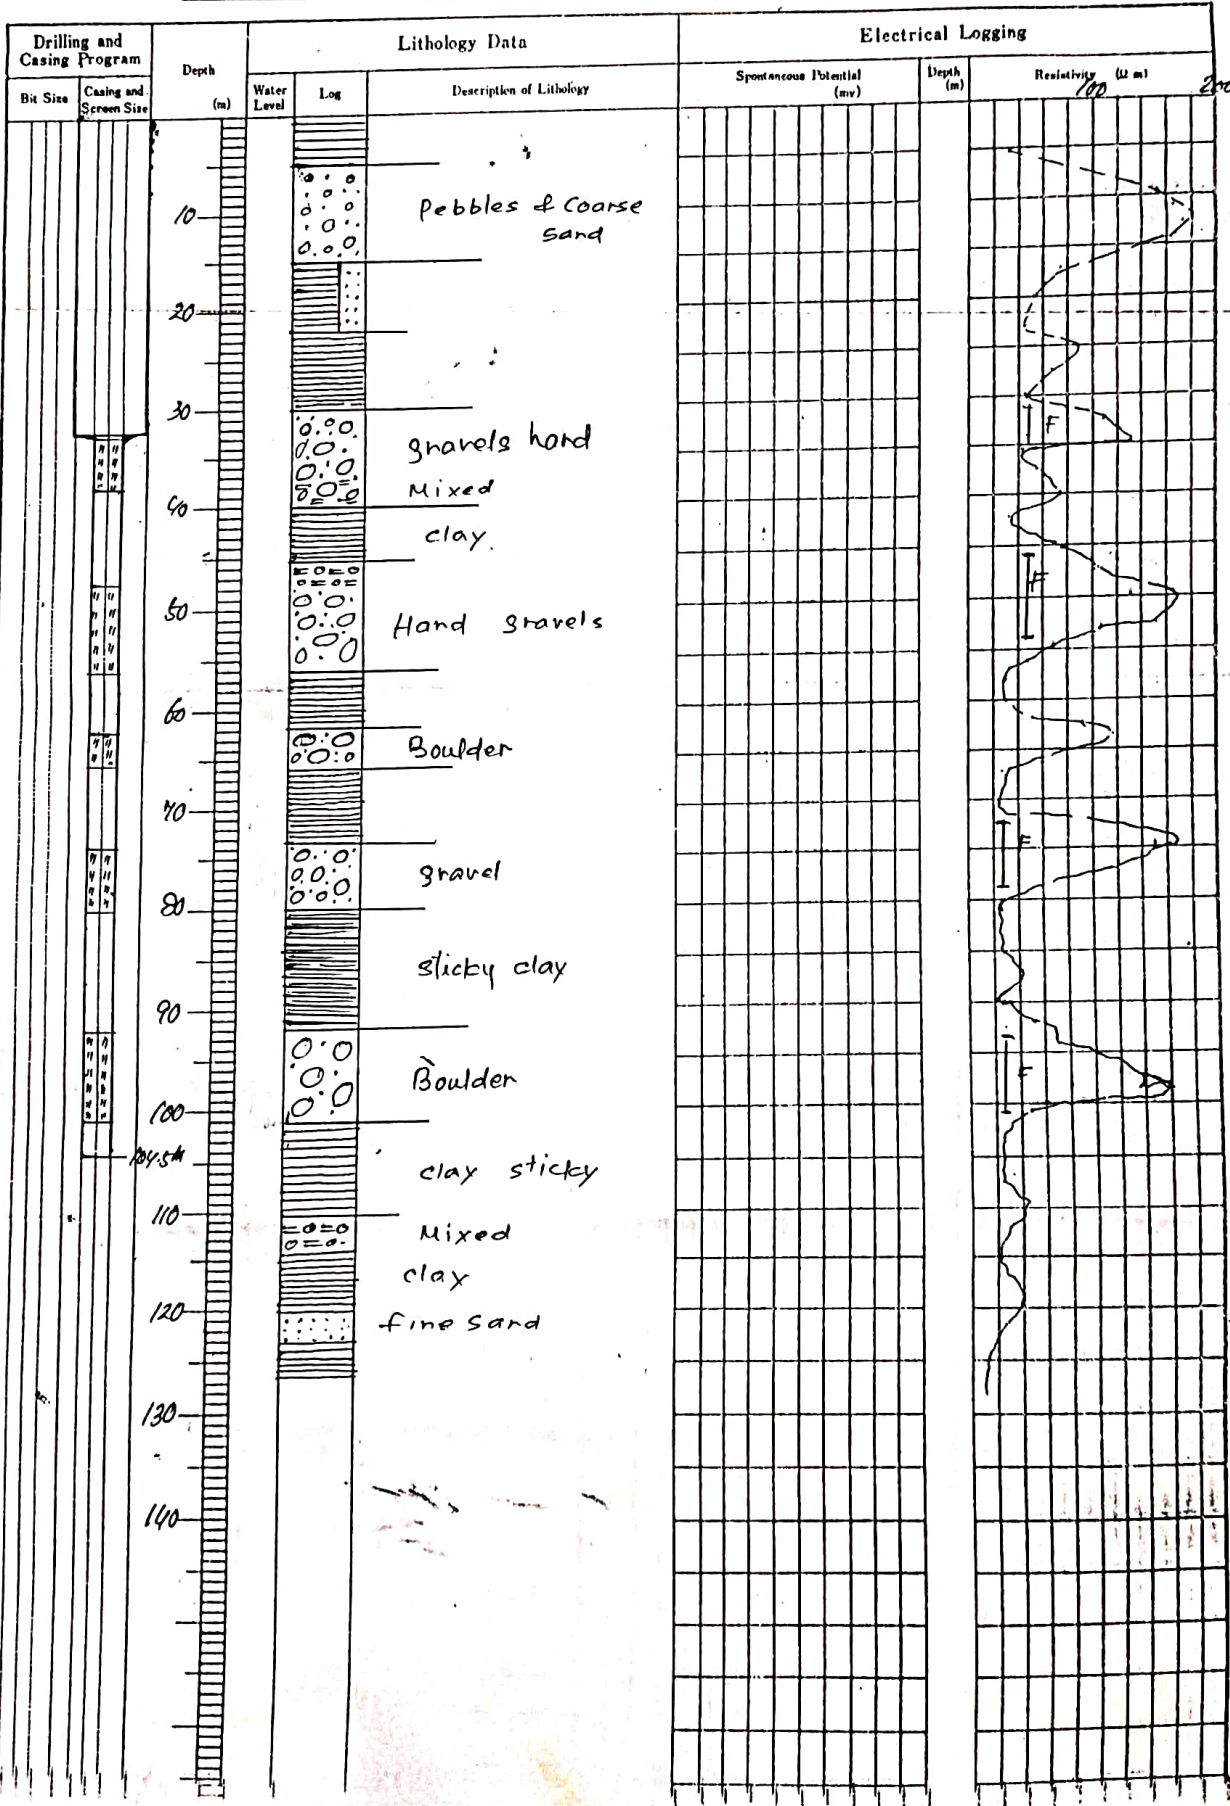 Drilling and
Casing Program
Depth
(m)
Lithology Data
Electrical Logging
Bit Size
Casing and
Screen Size
Water
Level
Log
Description of Lithology
Spontaneous Potential
(mv)
Depth
(m)
Resistivity (Ω m)
100
200
10
Pebbles & Coarse
Sand
20
30
gravels hard
F
Mixed
40
clay.
F
50
Hand gravels
60
Boulder
70
F
gravel
80
sticky clay
90
F
Boulder
100
104.5M
clay sticky
110
Mixed
clay
120
fine sand
130
140